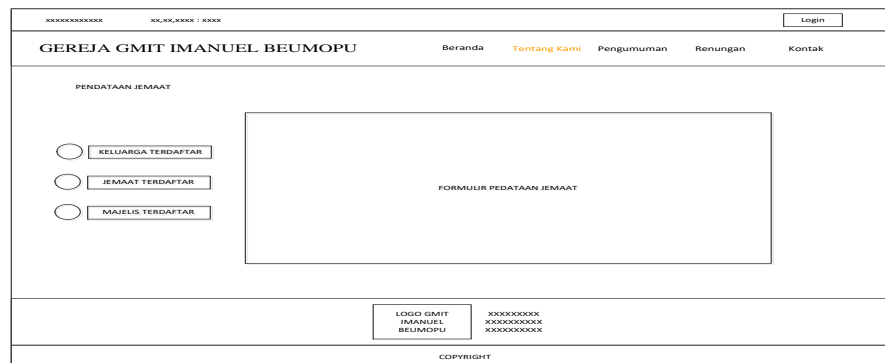 xxxxxxxxxxxx xx,xx,xxxx : xxxx Login
GEREJA GMIT IMANUEL BEUMOPU Beranda Tentang Kami Pengumuman Renungan Kontak
PENDATAAN JEMAAT
KELUARGA TERDAFTAR
JEMAAT TERDAFTAR
MAJELIS TERDAFTAR
FORMULIR PEDATAAN JEMAAT
LOGO GMIT
IMANUEL
BEUMOPU
xxxxxxxxx
xxxxxxxxxx
xxxxxxxxxx
COPYRIGHT